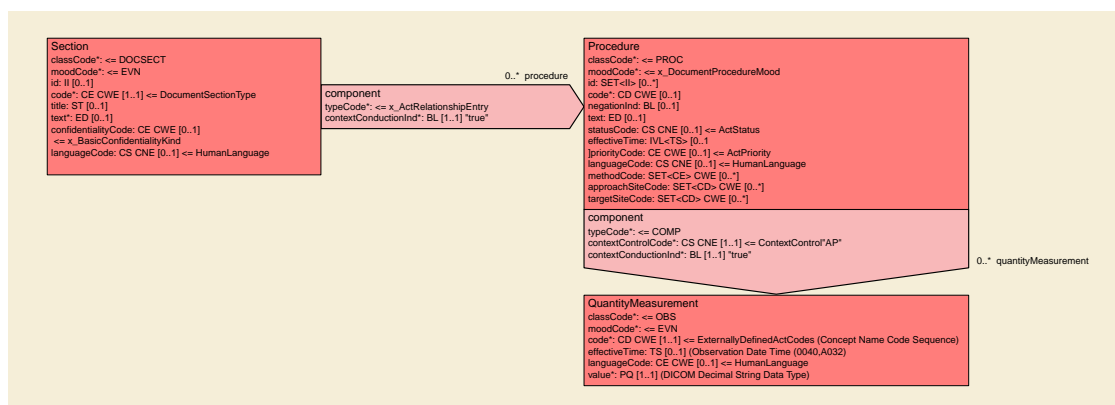 Section
classCode*: <= DOCSECT
moodCode*: <= EVN
id: II [0..1]
code*: CE CWE [1..1] <= DocumentSectionType
title: ST [0..1]
text*: ED [0..1]
confidentialityCode: CE CWE [0..1]
<= x_BasicConfidentialityKind
languageCode: CS CNE [0..1] <= HumanLanguage
0..* procedure
component
typeCode*: <= x_ActRelationshipEntry
contextConductionInd*: BL [1..1] "true"
Procedure
classCode*: <= PROC
moodCode*: <= x_DocumentProcedureMood
id: SET<II> [0..*]
code*: CD CWE [0..1]
negationInd: BL [0..1]
text: ED [0..1]
statusCode: CS CNE [0..1] <= ActStatus
effectiveTime: IVL<TS> [0..1
]priorityCode: CE CWE [0..1] <= ActPriority
languageCode: CS CNE [0..1] <= HumanLanguage
methodCode: SET<CE> CWE [0..*]
approachSiteCode: SET<CD> CWE [0..*]
targetSiteCode: SET<CD> CWE [0..*]
component
typeCode*: <= COMP
contextControlCode*: CS CNE [1..1] <= ContextControl"AP"
contextConductionInd*: BL [1..1] "true"
0..* quantityMeasurement
QuantityMeasurement
classCode*: <= OBS
moodCode*: <= EVN
code*: CD CWE [1..1] <= ExternallyDefinedActCodes (Concept Name Code Sequence)
effectiveTime: TS [0..1] (Observation Date Time (0040,A032)
languageCode: CE CWE [0..1] <= HumanLanguage
value*: PQ [1..1] (DICOM Decimal String Data Type)